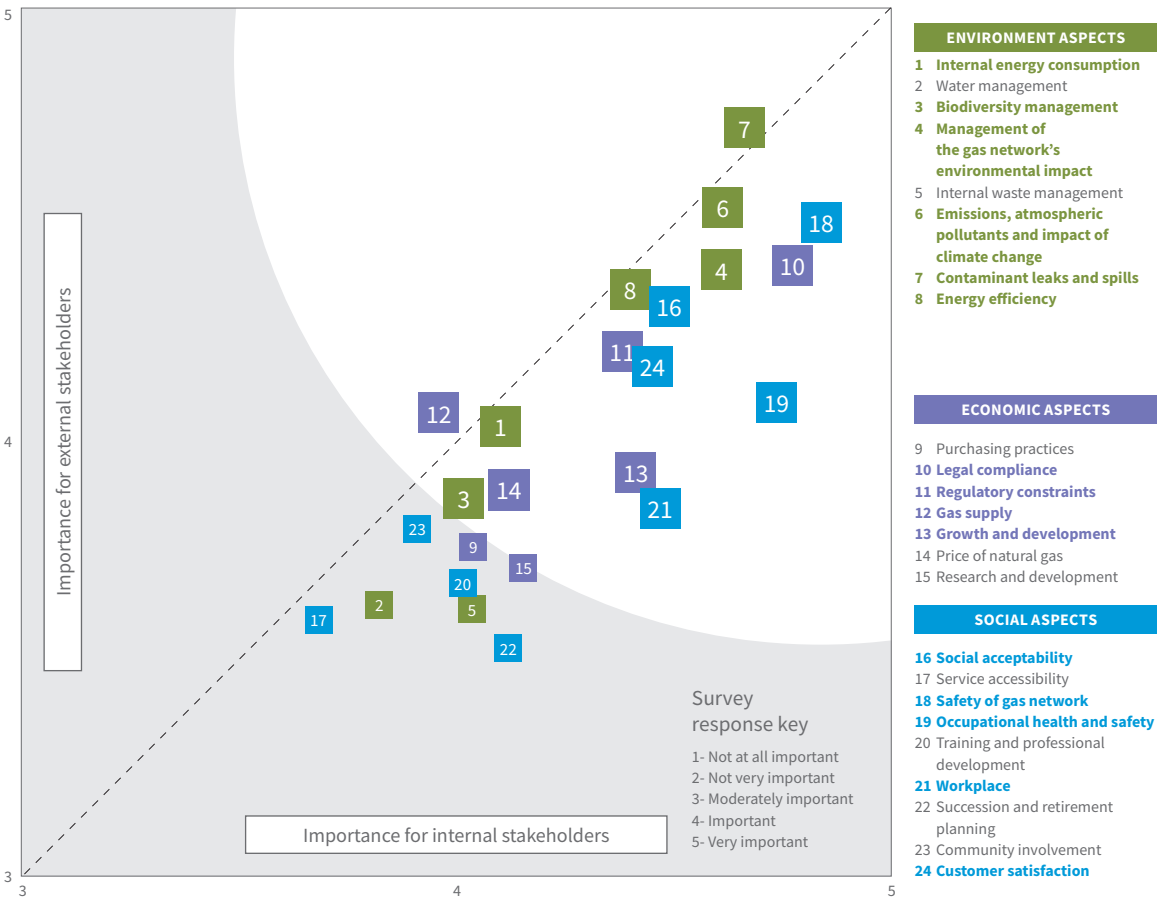 5
4
3
3
4
5
Importance for external stakeholders
Importance for internal stakeholders
7
6
18
4
10
8
16
11
24
19
12
1
13
14
3
21
23
9
15
20
2
5
17
22
Survey
response key
1- Not at all important
2- Not very important
3- Moderately important
4- Important
5- Very important
ENVIRONMENT ASPECTS
1 Internal energy consumption
2 Water management
3 Biodiversity management
4 Management of
the gas network’s
environmental impact
5 Internal waste management
6 Emissions, atmospheric
pollutants and impact of
climate change
7 Contaminant leaks and spills
8 Energy efficiency
ECONOMIC ASPECTS
9 Purchasing practices
10 Legal compliance
11 Regulatory constraints
12 Gas supply
13 Growth and development
14 Price of natural gas
15 Research and development
SOCIAL ASPECTS
16 Social acceptability
17 Service accessibility
18 Safety of gas network
19 Occupational health and safety
20 Training and professional
development
21 Workplace
22 Succession and retirement
planning
23 Community involvement
24 Customer satisfaction